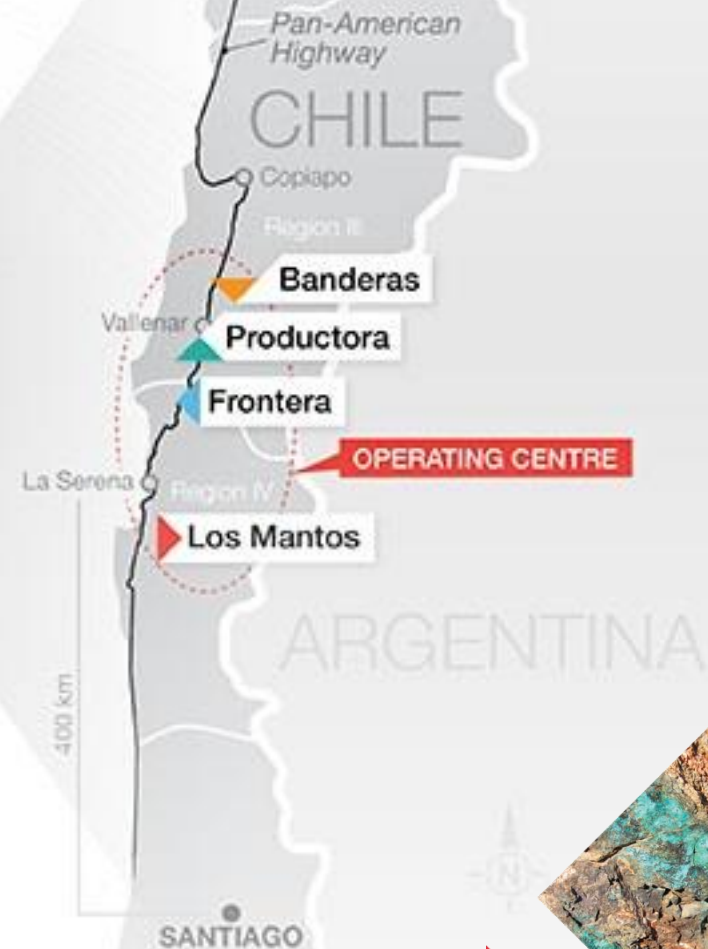 Pan-American
Highway
CHILE
Copiapo
Region III
Banderas
Vallenar
Productora
Frontera
OPERATING CENTRE
La Serena
Region IV
Los Mantos
ARGENTINA
400 km
N
SANTIAGO